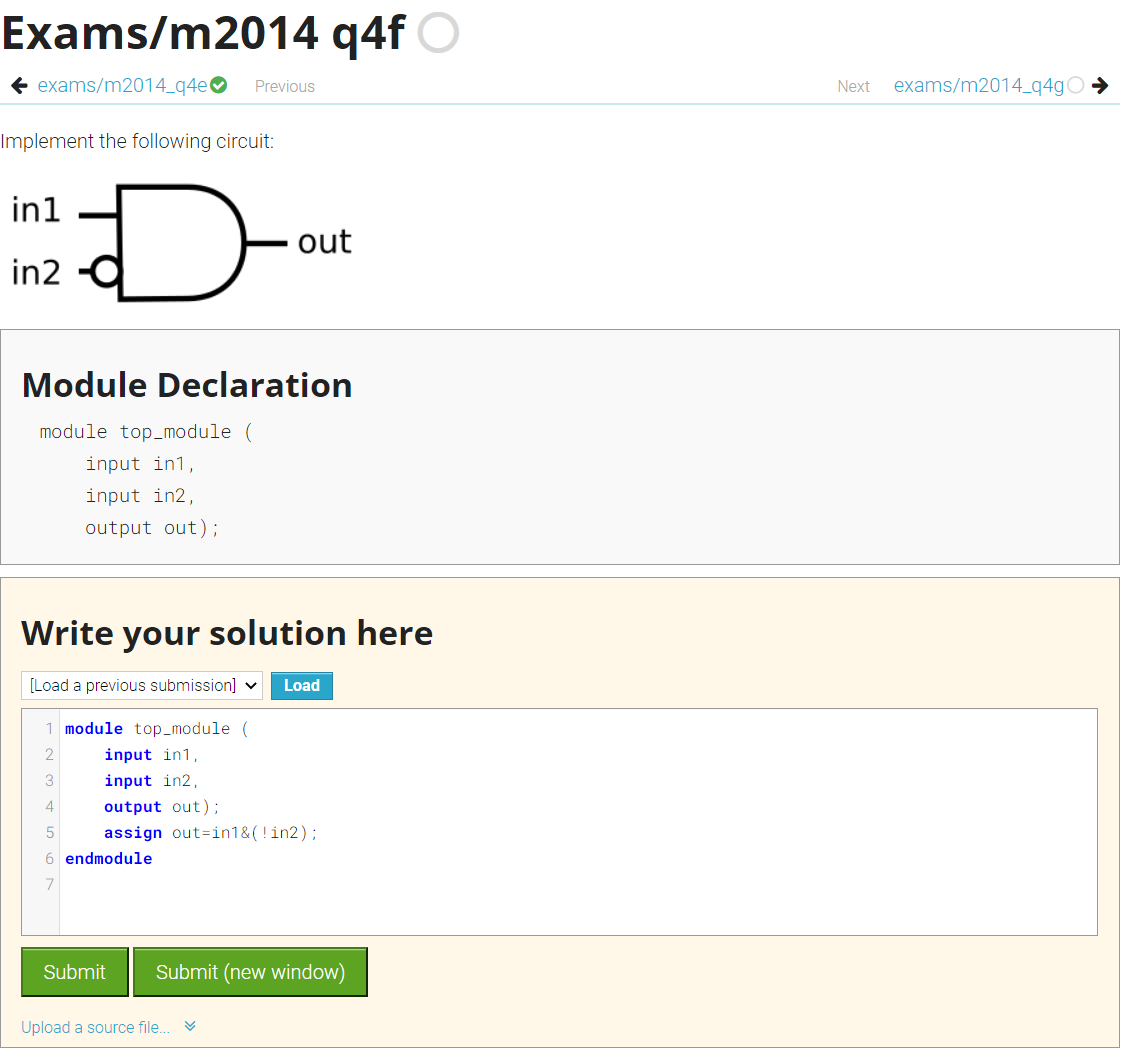 Exams/m2014 q4f
exams/m2014_q4e Previous
Next exams/m2014_q4g
Implement the following circuit:
in1
out
in2
Module Declaration
module top_module (
input in1,
input in2,
output out);
Write your solution here
[Load a previous submission] Load
1 module top_module (
2 input in1,
3 input in2,
4 output out);
5 assign out=in1&(!in2);
6 endmodule
7
Submit Submit (new window)
Upload a source file...